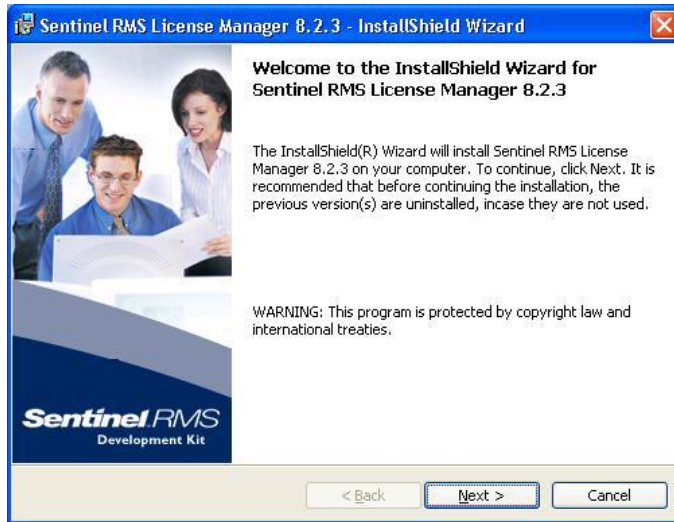 Sentinel RMS License Manager 8.2.3 - InstallShield Wizard
Welcome to the InstallShield Wizard for
Sentinel RMS License Manager 8.2.3
The InstallShield(R) Wizard will install Sentinel RMS License
Manager 8.2.3 on your computer. To continue, click Next. It is
recommended that before continuing the installation, the
previous version(s) are uninstalled, incase they are not used.
WARNING: This program is protected by copyright law and
international treaties.
Sentinel RMS
Development Kit
< Back
Next >
Cancel